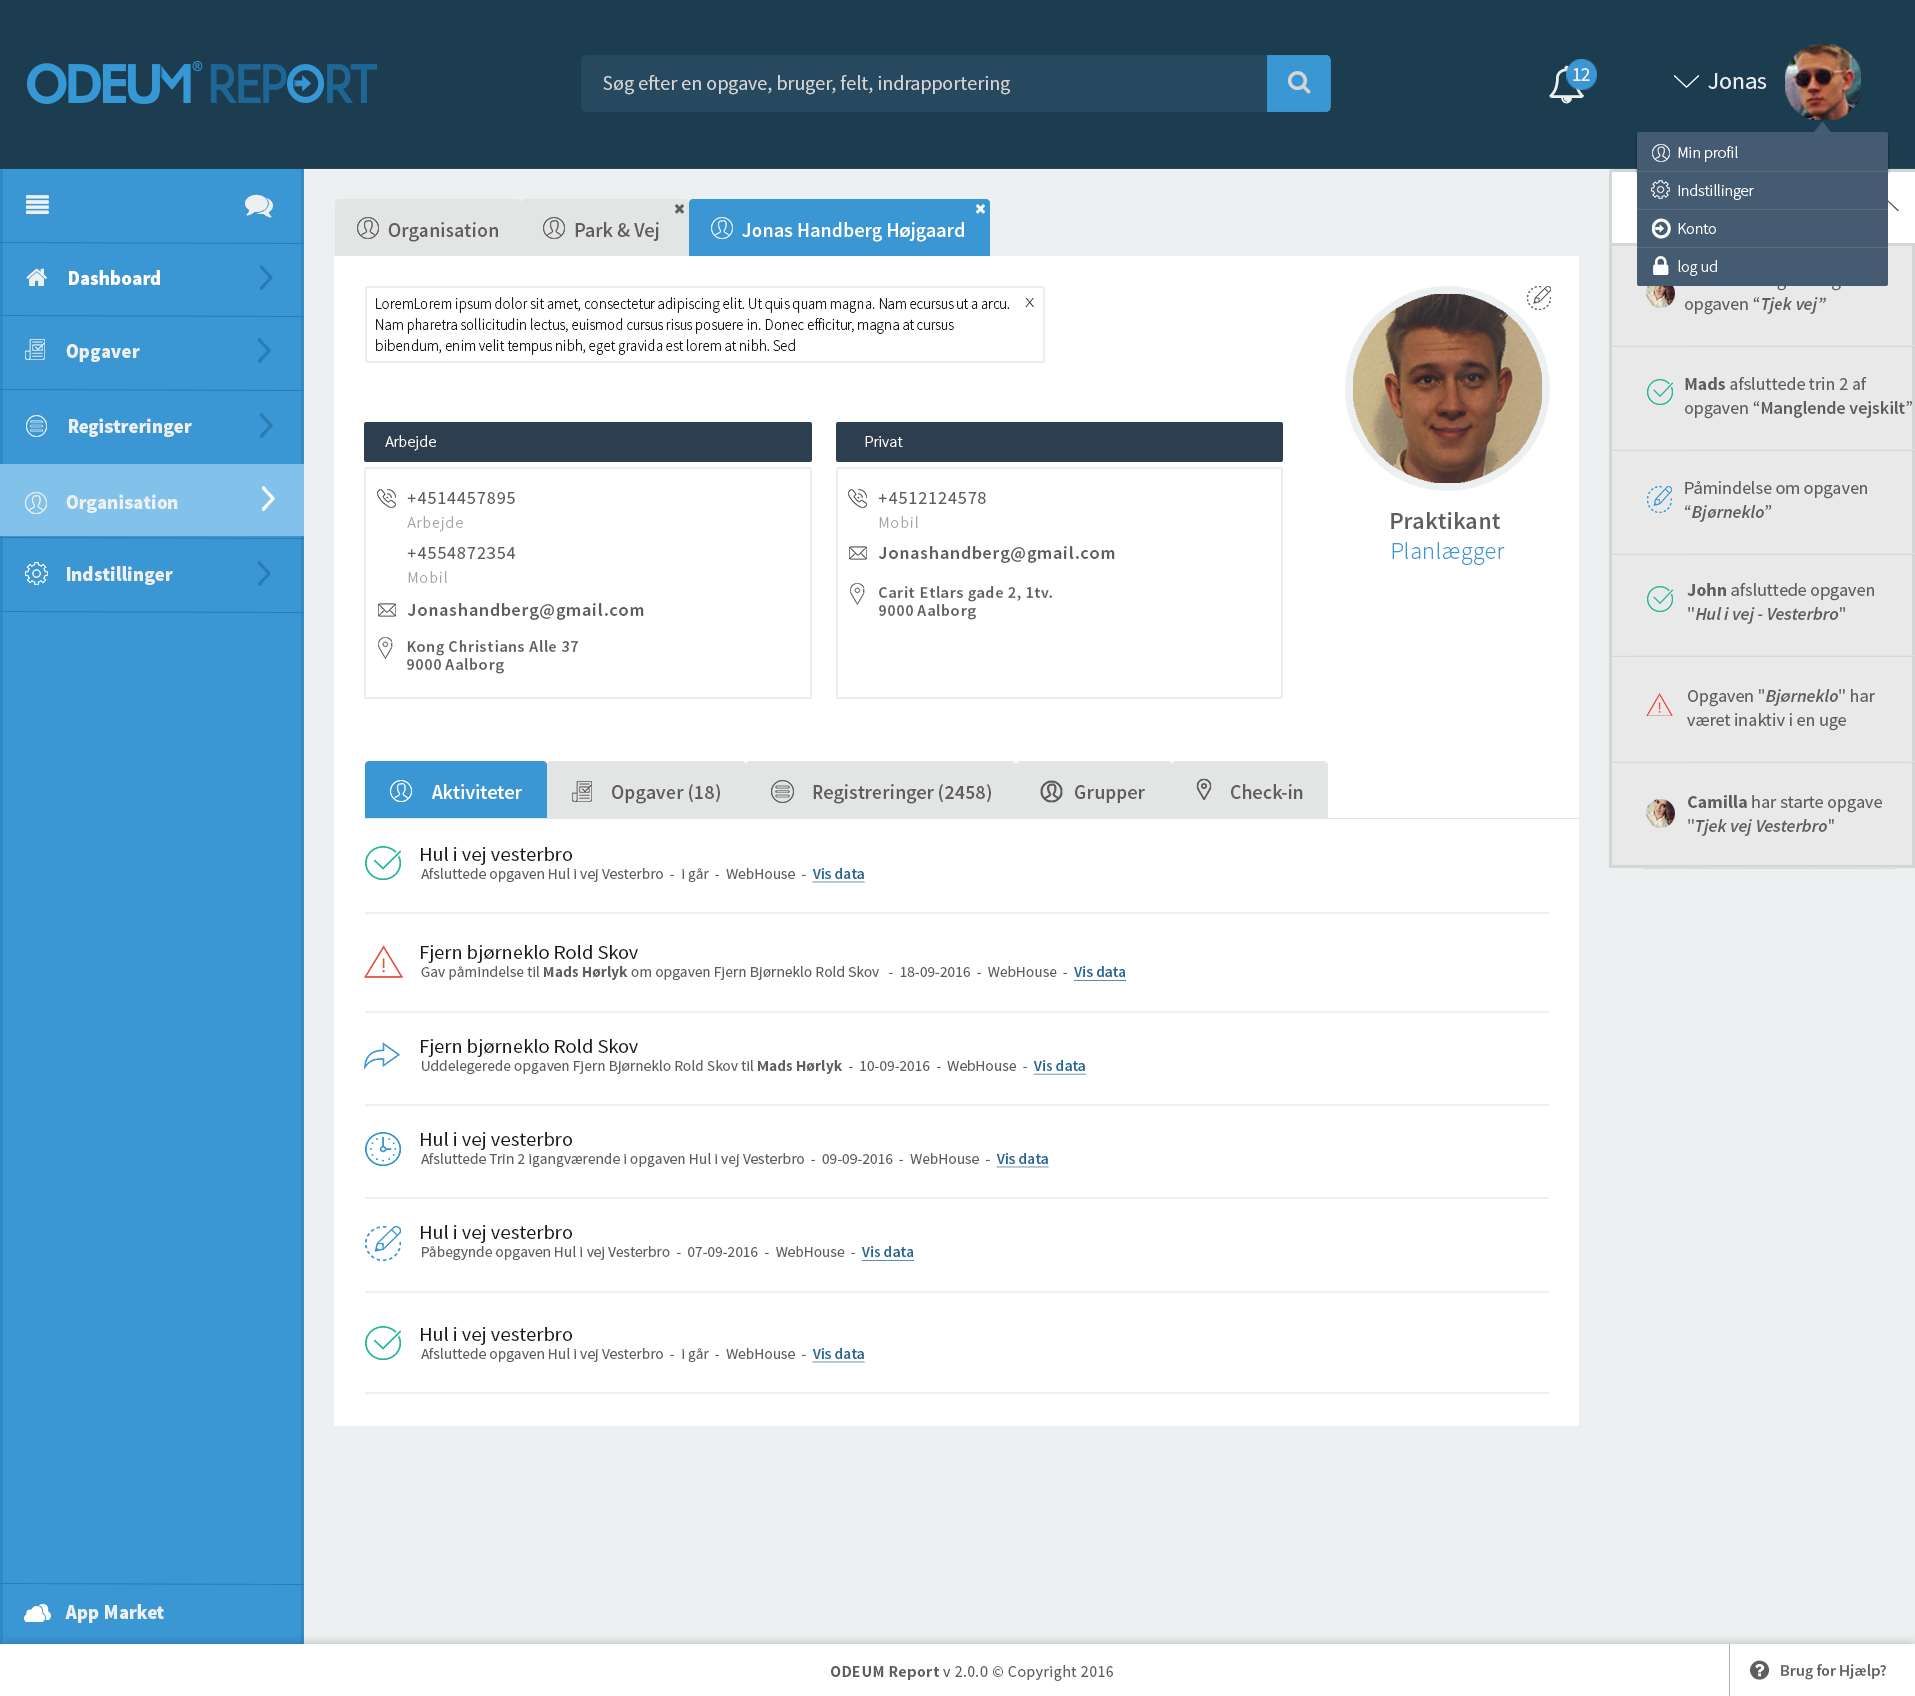 ODEUM® REPORT
Søg efter en opgave, bruger, felt, indrapportering
12
Jonas
Min profil
Indstillinger
Konto
log ud
Dashboard
Opgaver
Registreringer
Organisation
Indstillinger
App Market
Organisation
Park & Vej
Jonas Handberg Højgaard
LoremLorem ipsum dolor sit amet, consectetur adipiscing elit. Ut quis quam magna. Nam ecursus ut a arcu.
Nam pharetra sollicitudin lectus, euismod cursus risus posuere in. Donec efficitur, magna at cursus
bibendum, enim velit tempus nibh, eget gravida est lorem at nibh. Sed
X
Arbejde
+4514457895
Arbejde
+4554872354
Mobil
Jonashandberg@gmail.com
Kong Christians Alle 37
9000 Aalborg
Privat
+4512124578
Mobil
Jonashandberg@gmail.com
Carit Etlars gade 2, 1tv.
9000 Aalborg
Praktikant
Planlægger
Aktiviteter
Opgaver (18)
Registreringer (2458)
Grupper
Check-in
Hul i vej vesterbro
Afsluttede opgaven Hul i vej Vesterbro - i går - WebHouse - Vis data
Fjern bjørneklo Rold Skov
Gav påmindelse til Mads Hørlyk om opgaven Fjern Bjørneklo Rold Skov - 18-09-2016 - WebHouse - Vis data
Fjern bjørneklo Rold Skov
Uddelegerede opgaven Fjern Bjørneklo Rold Skov til Mads Hørlyk - 10-09-2016 - WebHouse - Vis data
Hul i vej vesterbro
Afsluttede Trin 2 igangværende i opgaven Hul i vej Vesterbro - 09-09-2016 - WebHouse - Vis data
Hul i vej vesterbro
Påbegynde opgaven Hul i vej Vesterbro - 07-09-2016 - WebHouse - Vis data
Hul i vej vesterbro
Afsluttede opgaven Hul i vej Vesterbro - i går - WebHouse - Vis data
opgaven “Tjek vej”
Mads afsluttede trin 2 af
opgaven “Manglende vejskilt”
Påmindelse om opgaven
“Bjørneklo”
John afsluttede opgaven
"Hul i vej - Vesterbro"
Opgaven "Bjørneklo" har
været inaktiv i en uge
Camilla har starte opgave
"Tjek vej Vesterbro"
ODEUM Report v 2.0.0 © Copyright 2016
Brug for Hjælp?